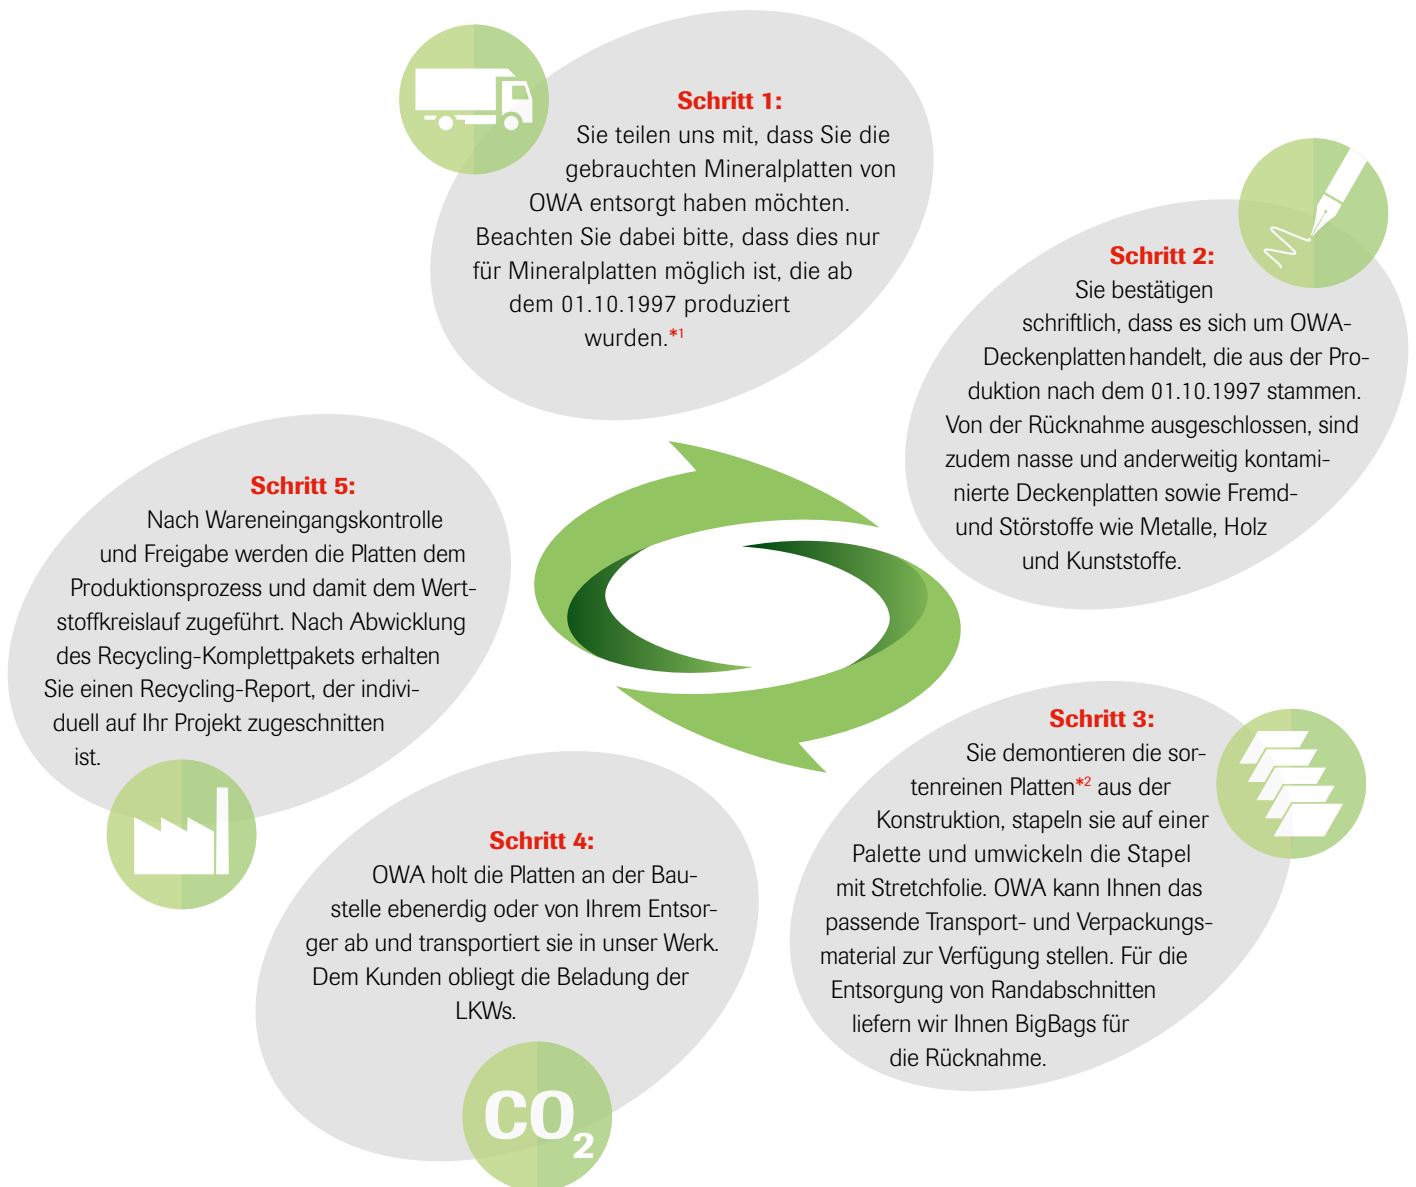 Schritt 1:
Sie teilen uns mit, dass Sie die
gebrauchten Mineralplatten von
OWA entsorgt haben möchten.
Beachten Sie dabei bitte, dass dies nur
für Mineralplatten möglich ist, die ab
dem 01.10.1997 produziert
wurden.*1
Schritt 2:
Sie bestätigen
schriftlich, dass es sich um OWA-
Deckenplatten handelt, die aus der Pro-
duktion nach dem 01.10.1997 stammen.
Von der Rücknahme ausgeschlossen, sind
zudem nasse und anderweitig kontami-
nierte Deckenplatten sowie Fremd-
und Störstoffe wie Metalle, Holz
und Kunststoffe.
Schritt 3:
Sie demontieren die sor-
tenreinen Platten*2 aus der
Konstruktion, stapeln sie auf einer
Palette und umwickeln die Stapel
mit Stretchfolie. OWA kann Ihnen das
passende Transport- und Verpackungs-
material zur Verfügung stellen. Für die
Entsorgung von Randabschnitten
liefern wir Ihnen BigBags für
die Rücknahme.
Schritt 4:
OWA holt die Platten an der Bau-
stelle ebenerdig oder von Ihrem Entsor-
ger ab und transportiert sie in unser Werk.
Dem Kunden obliegt die Beladung der
LKWs.
CO2
Schritt 5:
Nach Wareneingangskontrolle
und Freigabe werden die Platten dem
Produktionsprozess und damit dem Wert-
stoffkreislauf zugeführt. Nach Abwicklung
des Recycling-Komplettpakets erhalten
Sie einen Recycling-Report, der indivi-
duell auf Ihr Projekt zugeschnitten
ist.